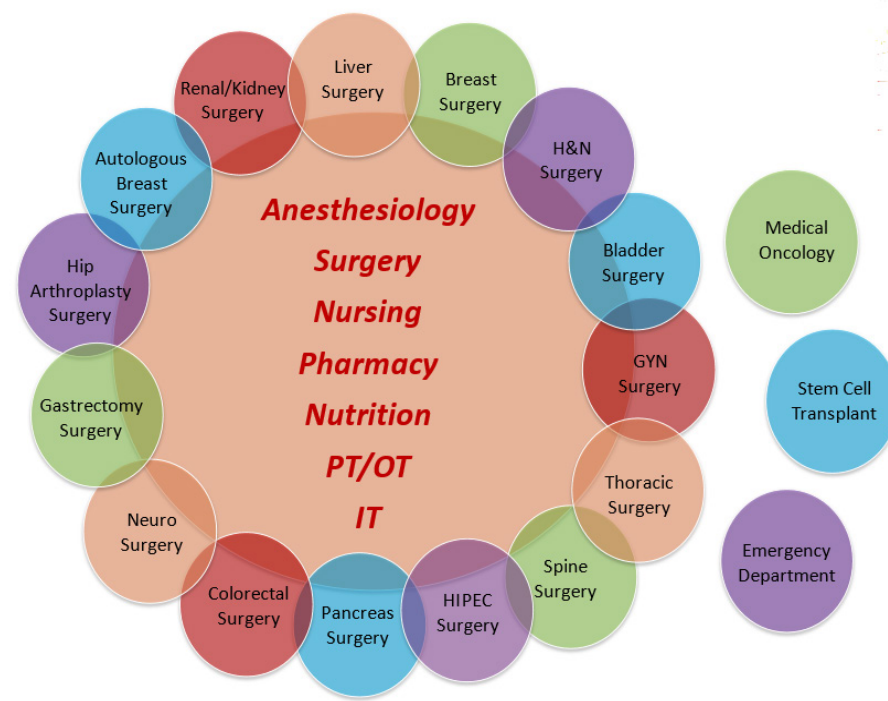 Liver
Surgery
Breast
Surgery
H&N
Surgery
Bladder
Surgery
GYN
Surgery
Thoracic
Surgery
Spine
Surgery
HIPEC
Surgery
Pancreas
Surgery
Colorectal
Surgery
Neuro
Surgery
Gastrectomy
Surgery
Hip
Arthroplasty
Surgery
Autologous
Breast
Surgery
Renal/Kidney
Surgery
Anesthesiology
Surgery
Nursing
Pharmacy
Nutrition
PT/OT
IT
Medical
Oncology
Stem Cell
Transplant
Emergency
Department